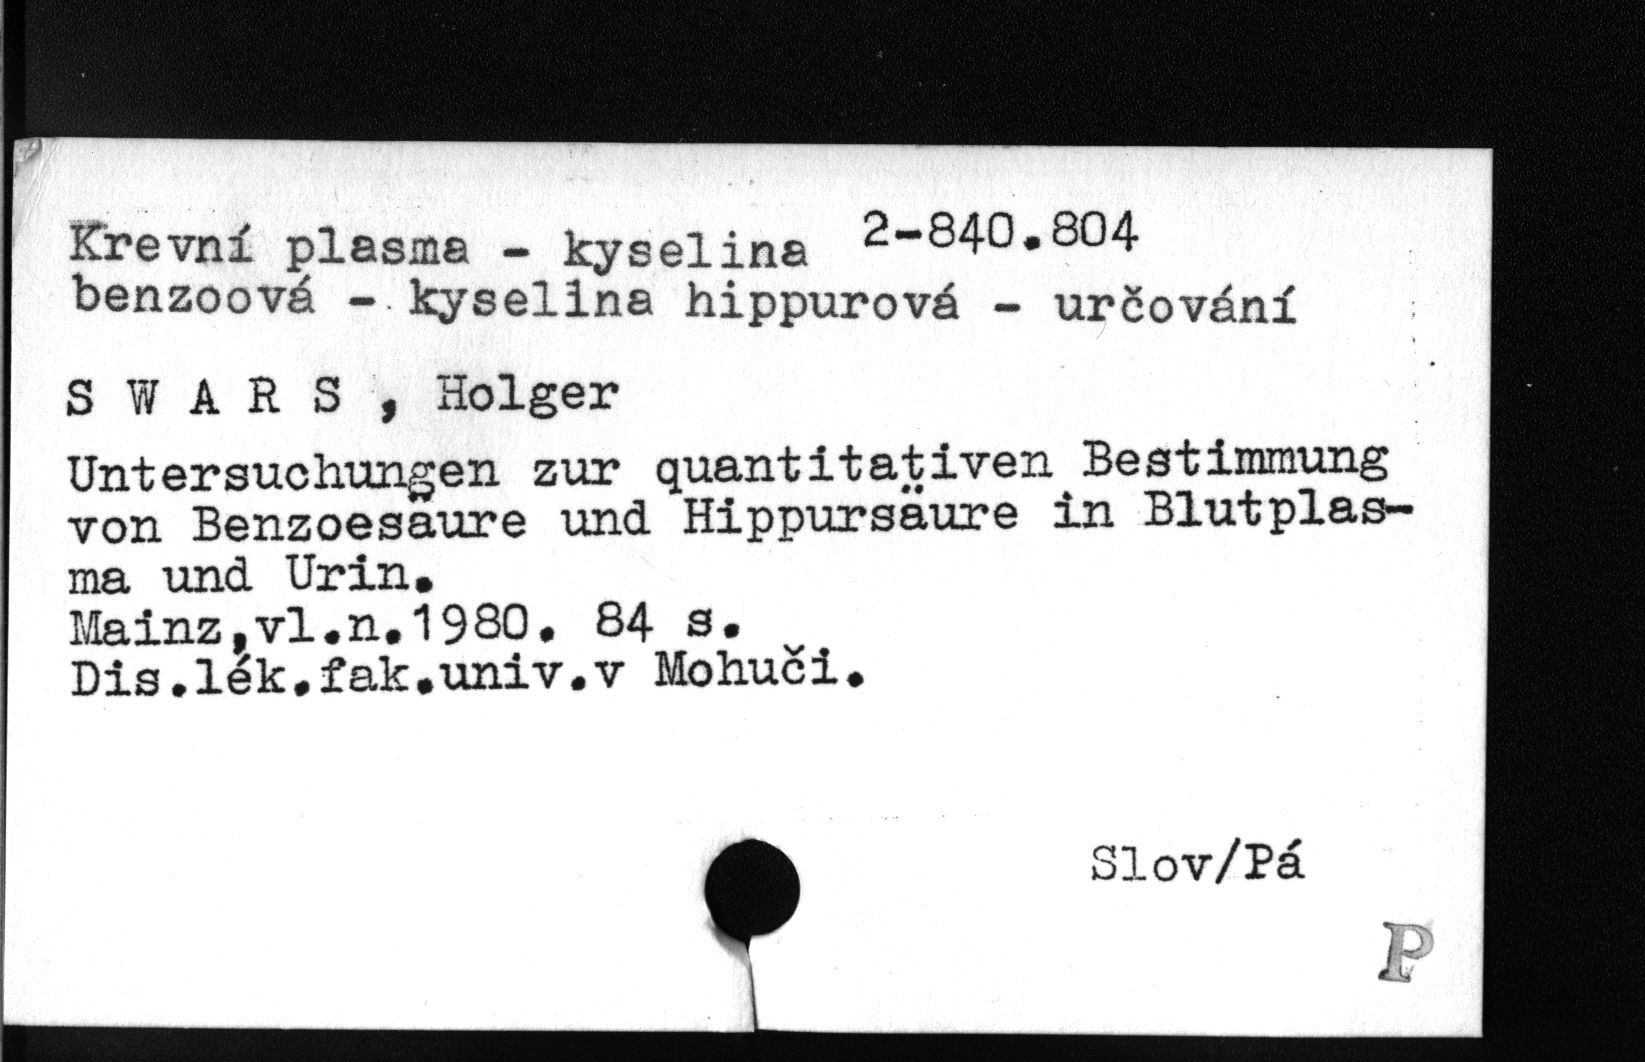 Krevní plasma - kyselina 2-840.804
benzoová - kyselina hippurová - určování
S W A R S , Holger
Untersuchungen zur quantitativen Bestimmung
von Benzoesäure und Hippursäure in Blutplas-
ma und Urin.
Mainz,vl.n.1980. 84 s.
Dis.lék.fak.univ.v Mohuči.
Slov/Pá
P